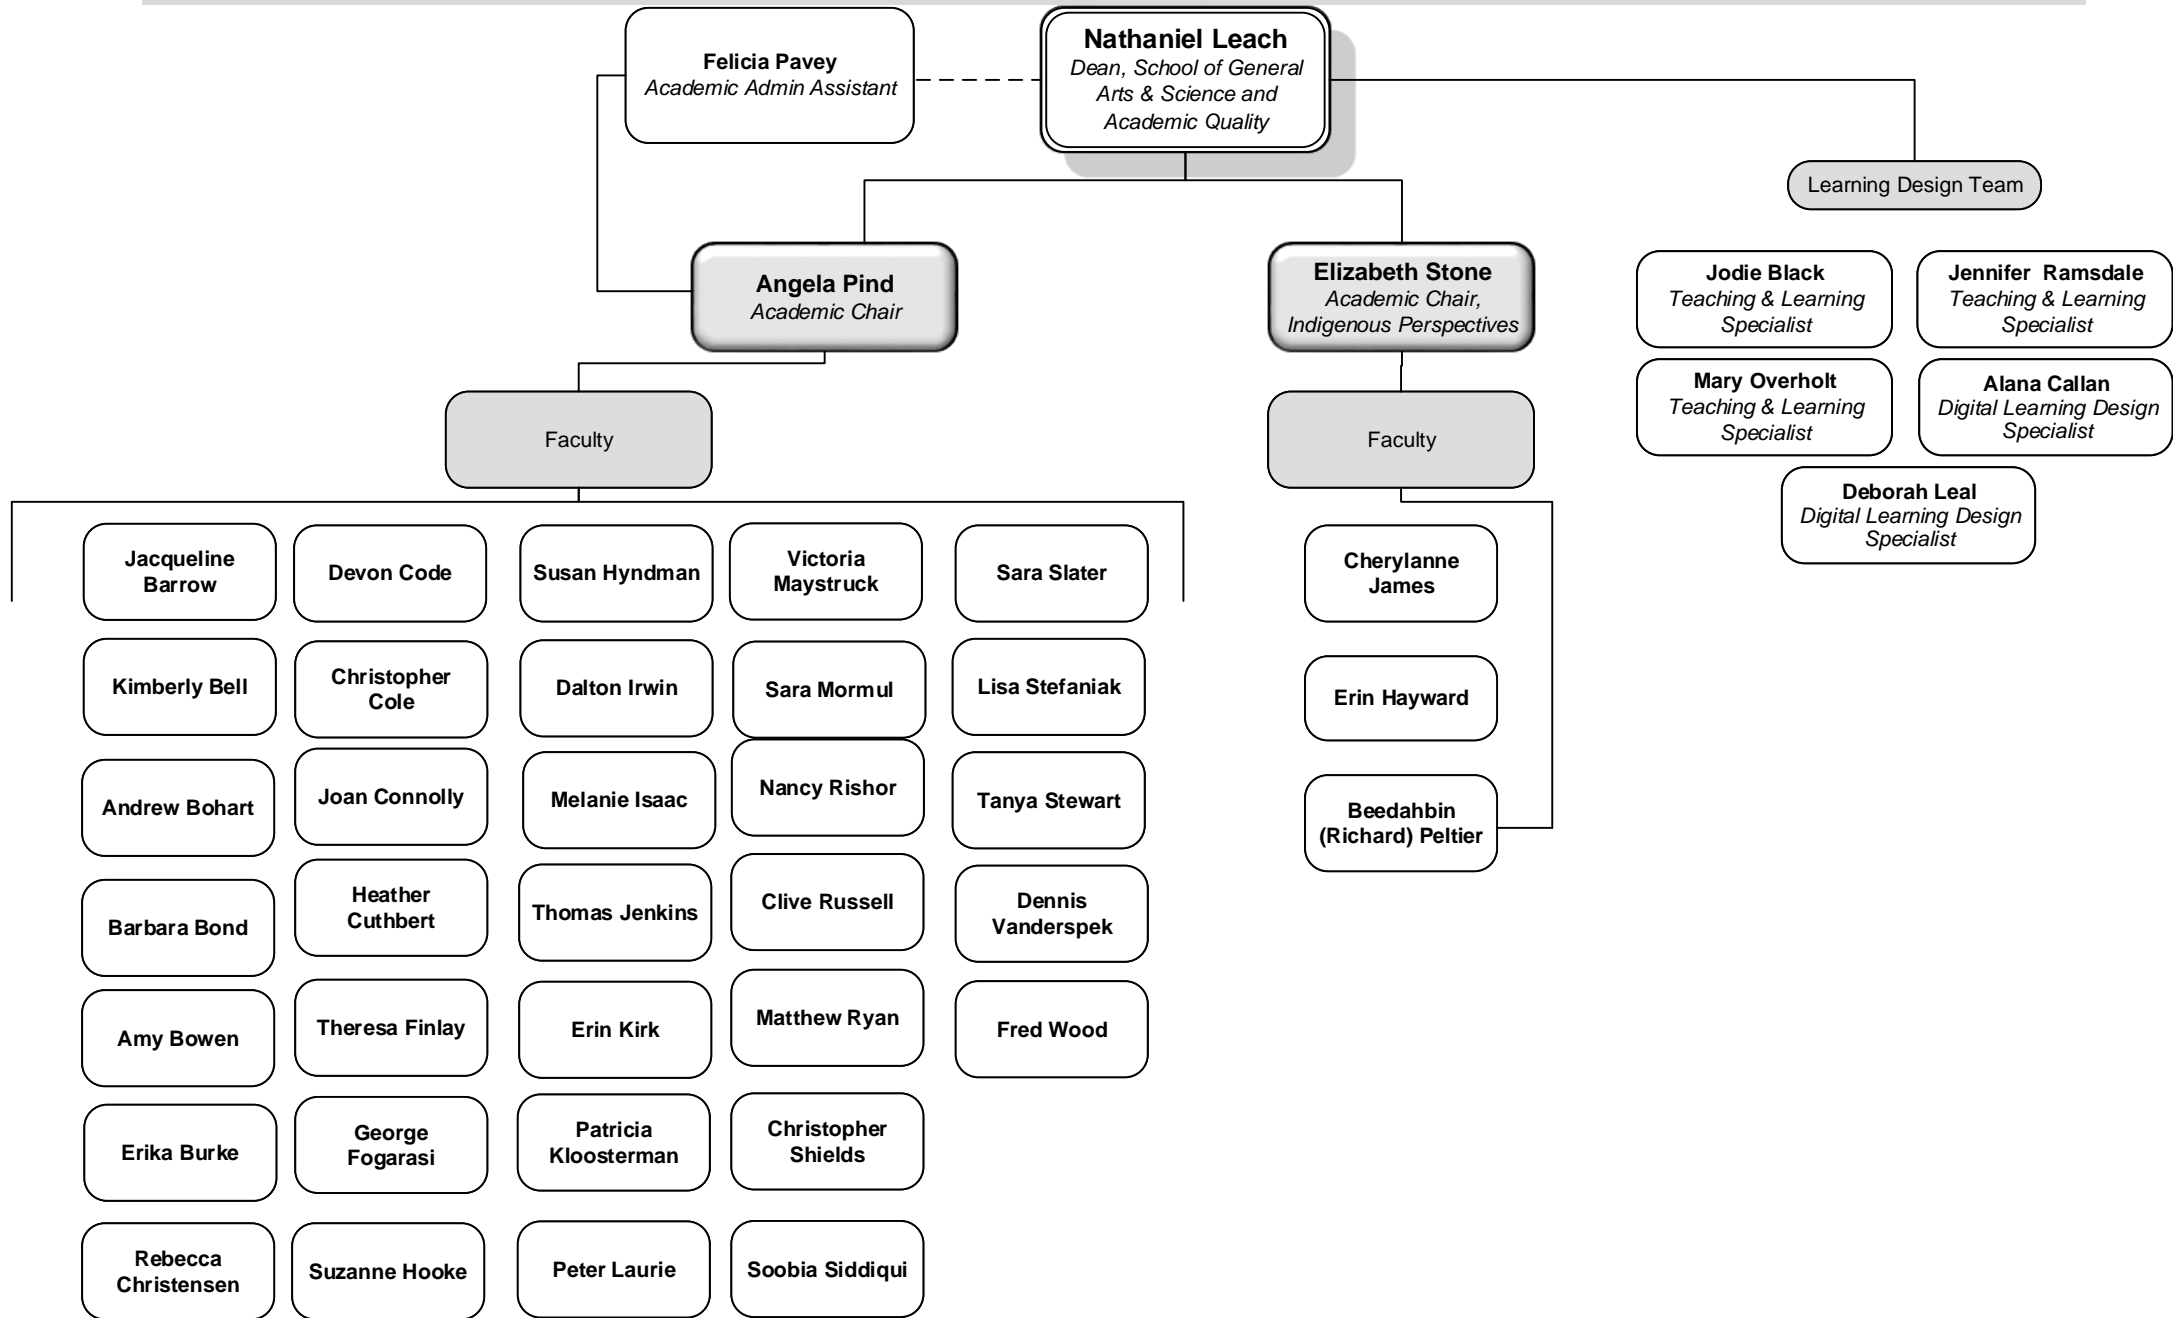 Felicia Pavey
Academic Admin Assistant
Nathaniel Leach
Dean, School of General
Arts & Science and
Academic Quality
Learning Design Team
Angela Pind
Academic Chair
Elizabeth Stone
Academic Chair,
Indigenous Perspectives
Jodie Black
Teaching & Learning
Specialist
Jennifer Ramsdale
Teaching & Learning
Specialist
Mary Overholt
Teaching & Learning
Specialist
Alana Callan
Digital Learning Design
Specialist
Deborah Leal
Digital Learning Design
Specialist
Faculty
Faculty
Jacqueline
Barrow
Devon Code
Susan Hyndman
Victoria
Maystruck
Sara Slater
Cherylanne
James
Kimberly Bell
Christopher
Cole
Dalton Irwin
Sara Mormul
Lisa Stefaniak
Erin Hayward
Andrew Bohart
Joan Connolly
Melanie Isaac
Nancy Rishor
Tanya Stewart
Beedahbin
(Richard) Peltier
Barbara Bond
Heather
Cuthbert
Thomas Jenkins
Clive Russell
Dennis
Vanderspek
Amy Bowen
Theresa Finlay
Erin Kirk
Matthew Ryan
Fred Wood
Erika Burke
George
Fogarasi
Patricia
Kloosterman
Christopher
Shields
Rebecca
Christensen
Suzanne Hooke
Peter Laurie
Soobia Siddiqui